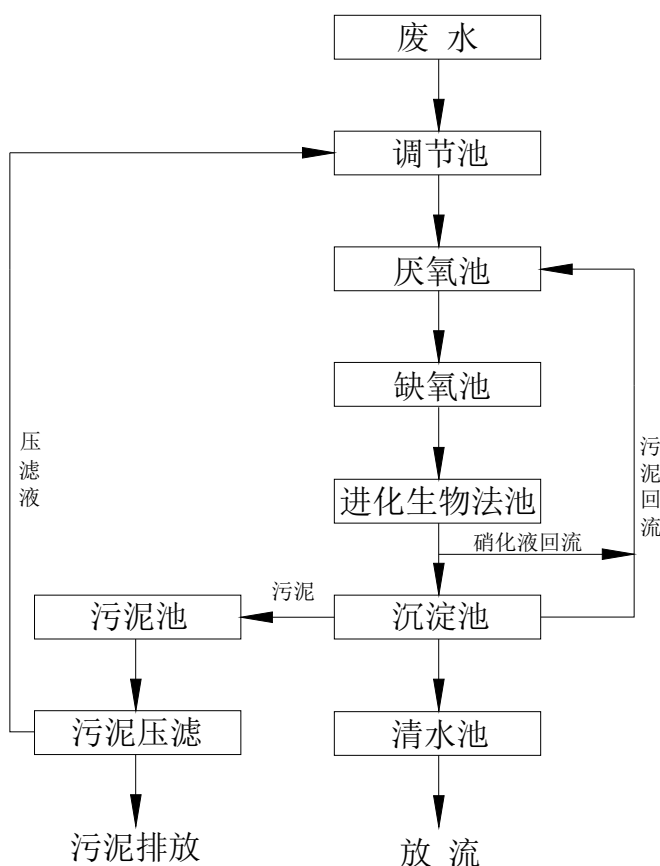 废 水
调节池
厌氧池
缺氧池
压滤液
污泥回流
进化生物法池
硝化液回流
污泥
污泥池
沉淀池
污泥压滤
清水池
污泥排放
放 流